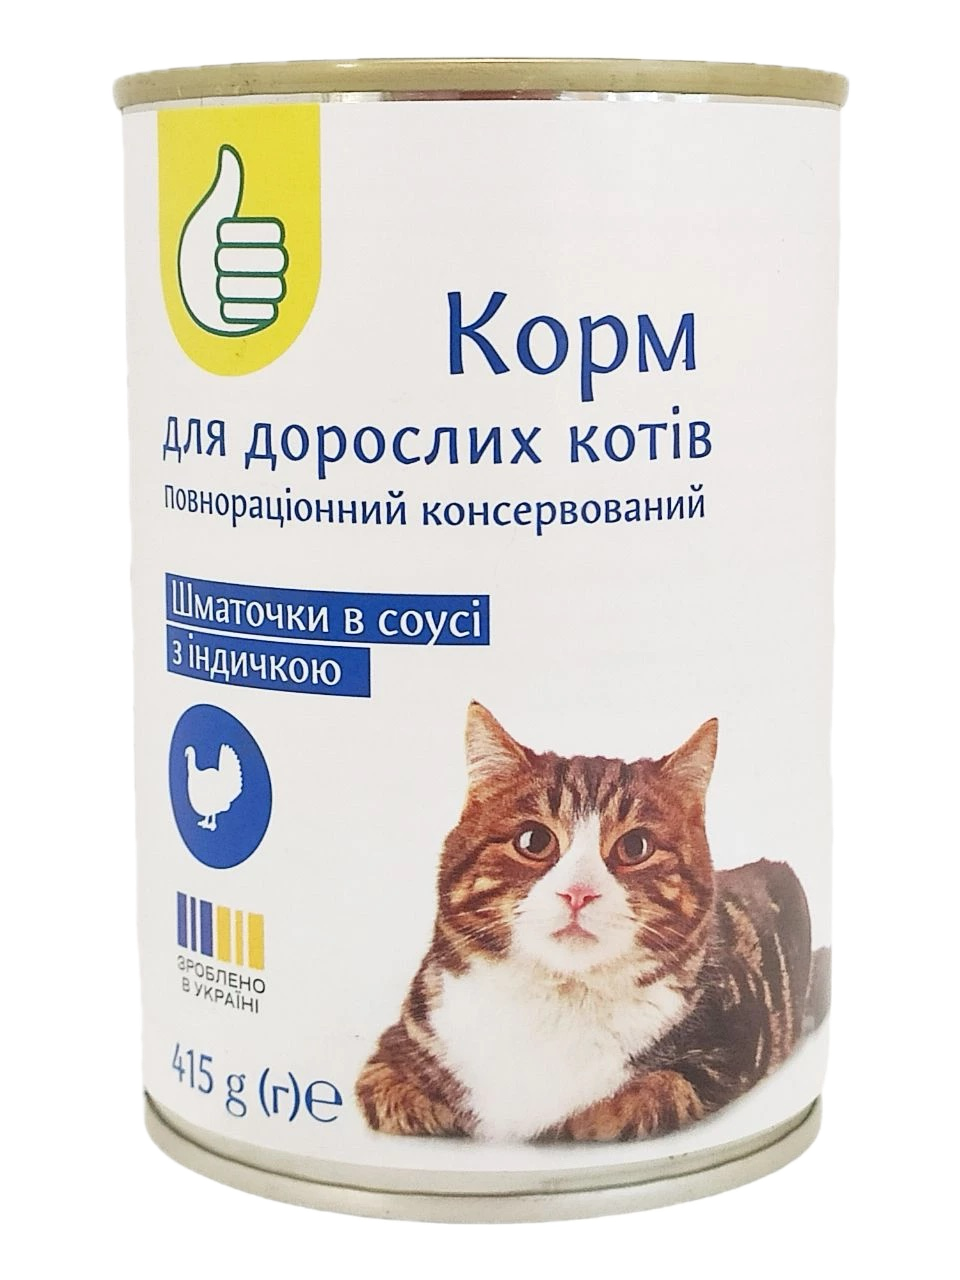 Корм
для дорослих котів
повнораціонний консервований
Шматочки в соусі
з індичкою
ЗРОБЛЕНО
В УКРАЇНІ
415 g (г)℮